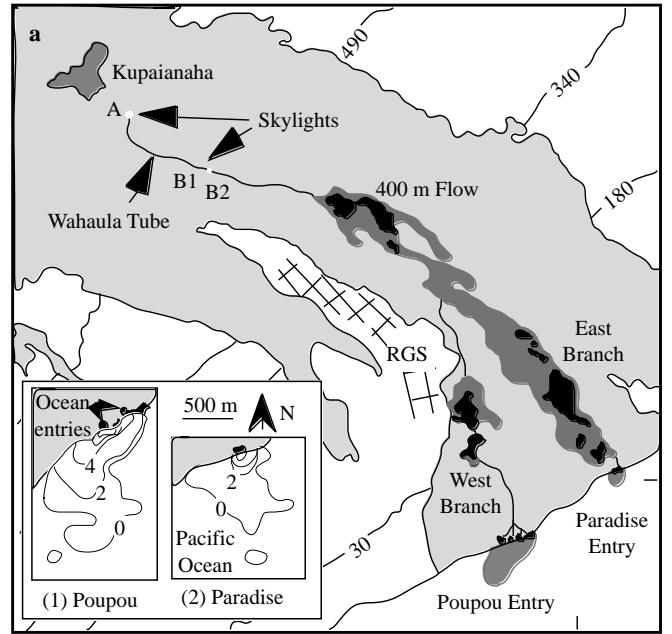 a
490
340
180
Kupaianaha
A
Skylights
B1
B2
Wahaula Tube
400 m Flow
RGS
East
Branch
West
Branch
Paradise
Entry
Poupou Entry
30
Ocean
entries
4
2
0
500 m
N
2
0
Pacific
Ocean
(1) Poupou
(2) Paradise